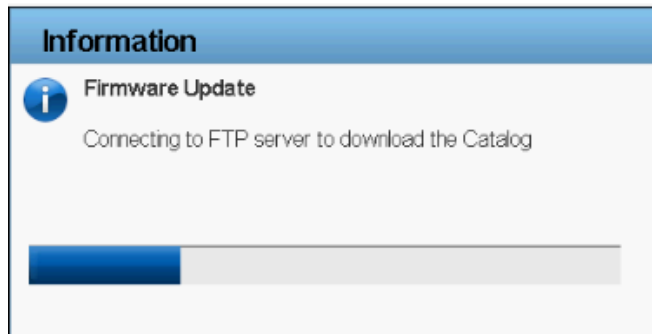 Information
Firmware Update
Connecting to FTP server to download the Catalog